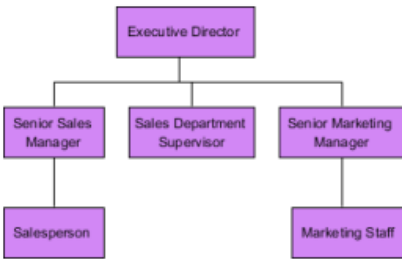 Executive Director
Senior Sales
Manager
Sales Department
Supervisor
Senior Marketing
Manager
Salesperson
Marketing Staff